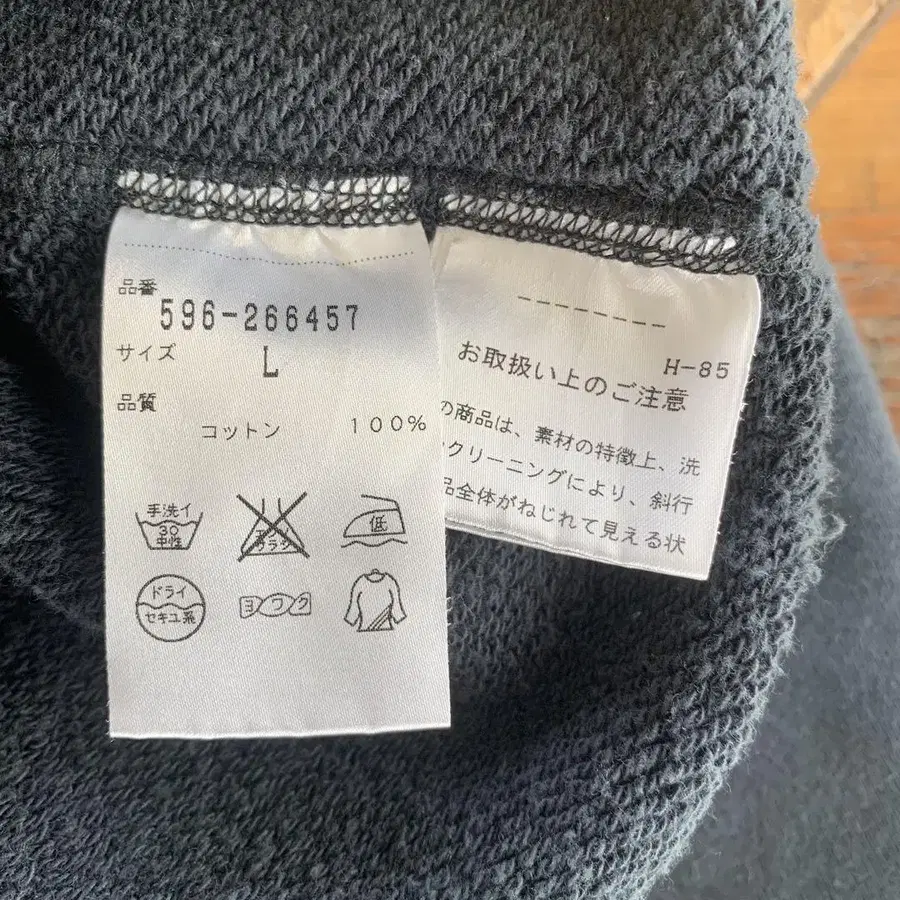 品番
596-266457
サイズ
L
品質
コットン 100%
手洗イ
30
中性
低
ドライ
セキユ系
ヨワク
H-85
お取扱い上のご注意
の商品は、素材の特徴上、洗
クリーニングにより、斜行
品全体がねじれて見える状